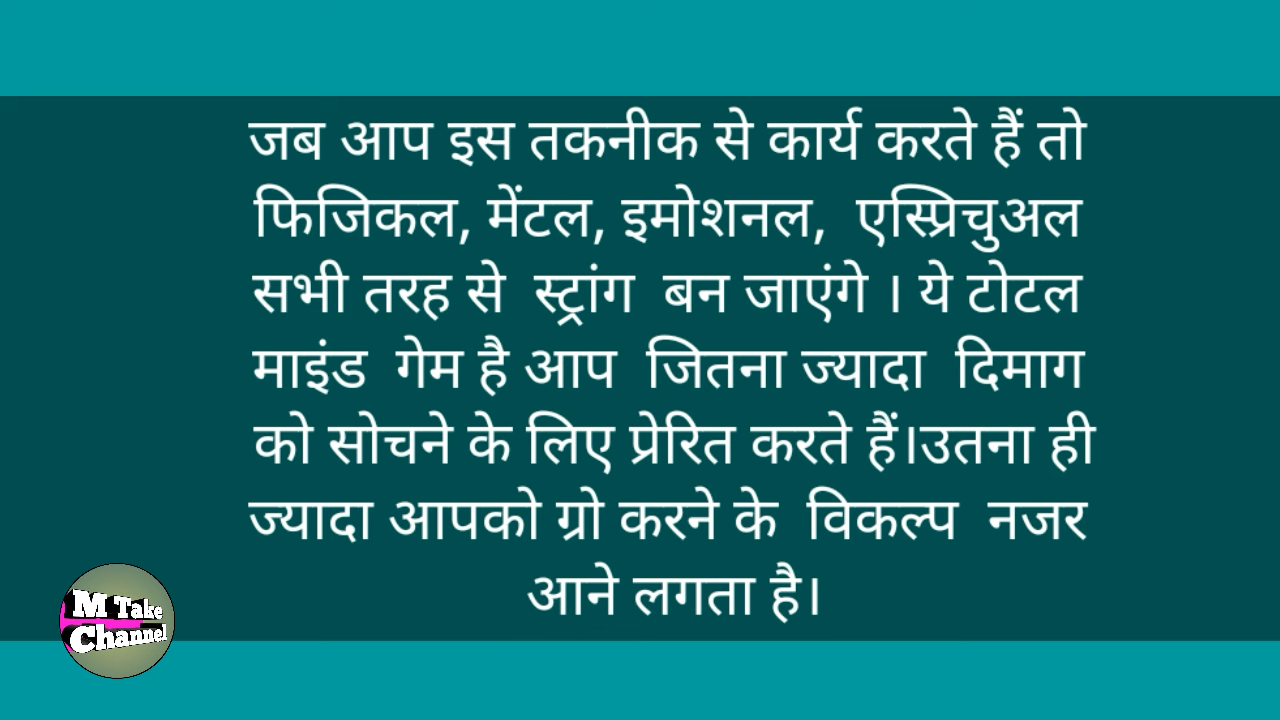 जब आप इस तकनीक से कार्य करते हैं तो
फिजिकल, मेंटल, इमोशनल, एस्प्रिचुअल
सभी तरह से स्ट्रांग बन जाएंगे । ये टोटल
माइंड गेम है आप जितना ज्यादा दिमाग
को सोचने के लिए प्रेरित करते हैं।उतना ही
ज्यादा आपको ग्रो करने के विकल्प नजर
आने लगता है।
M Take
Channel